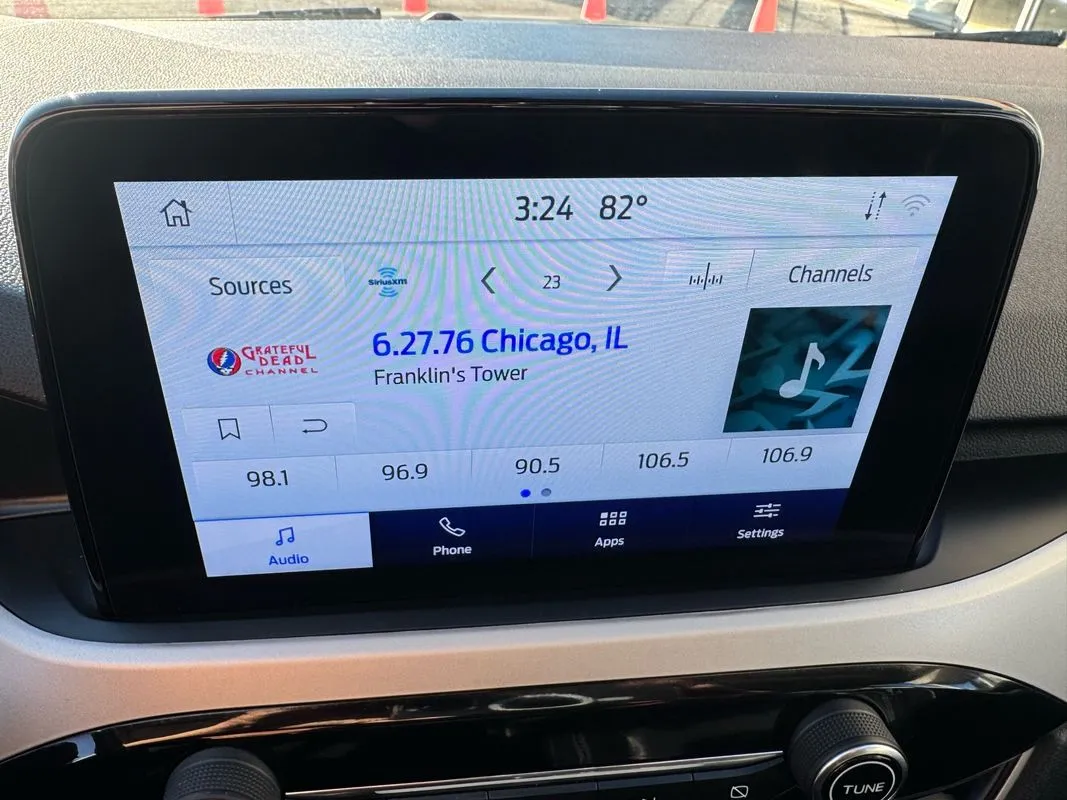 3:24 82°
Sources
SiriusXM
23
Channels
GRATEFUL
DEAD
CHANNEL
6.27.76 Chicago, IL
Franklin's Tower
98.1
96.9
90.5
106.5
106.9
Audio
Phone
Apps
Settings
TUNE